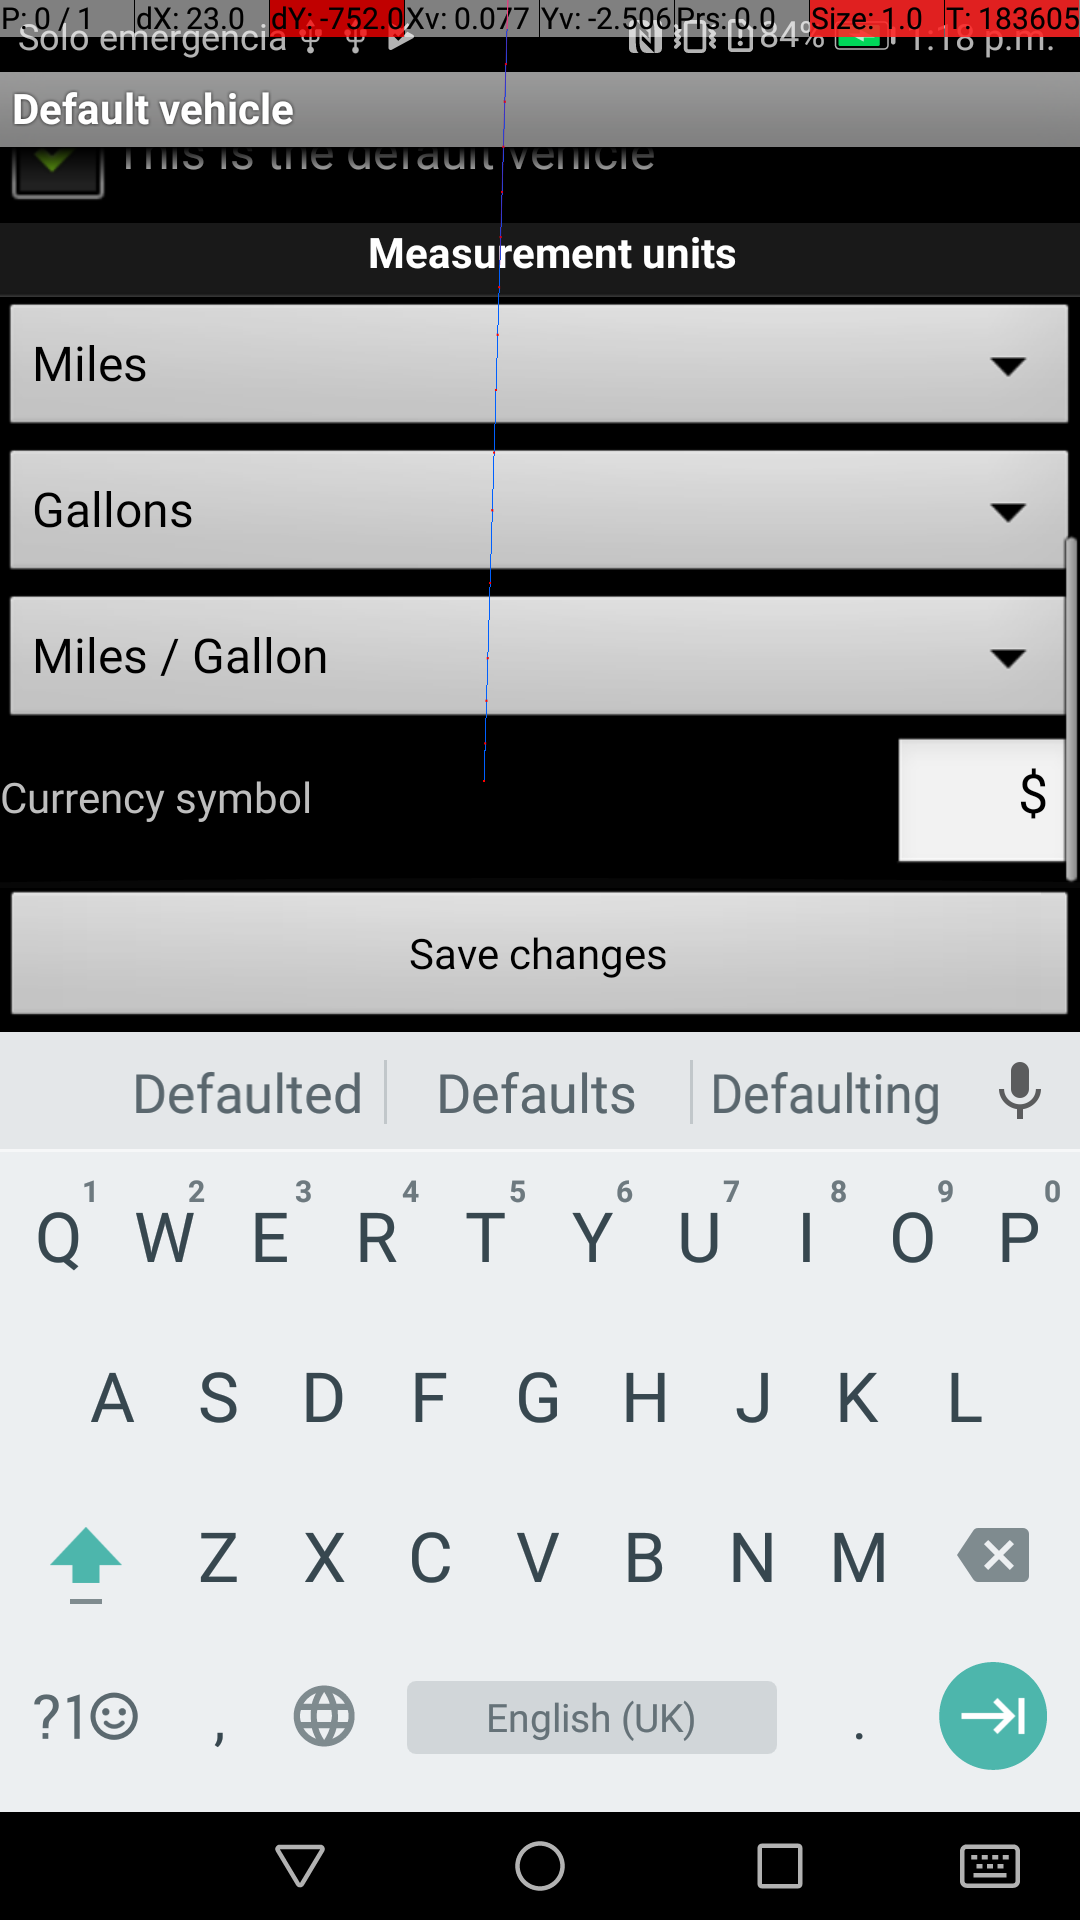 P: 0 / 1 dX: 23.0 dY: -752.0 Xv: 0.077 Yv: -2.506 Prs: 0.0 Size: 1.0 T: 183605
Solo emergencia 84% 1:18 p.m.
Default vehicle
This is the default vehicle
Measurement units
Miles
Gallons
Miles / Gallon
Currency symbol $
Save changes
Defaulted Defaults Defaulting
1 2 3 4 5 6 7 8 9 0
Q W E R T Y U I O P
A S D F G H J K L
Z X C V B N M
?1 , English (UK) .